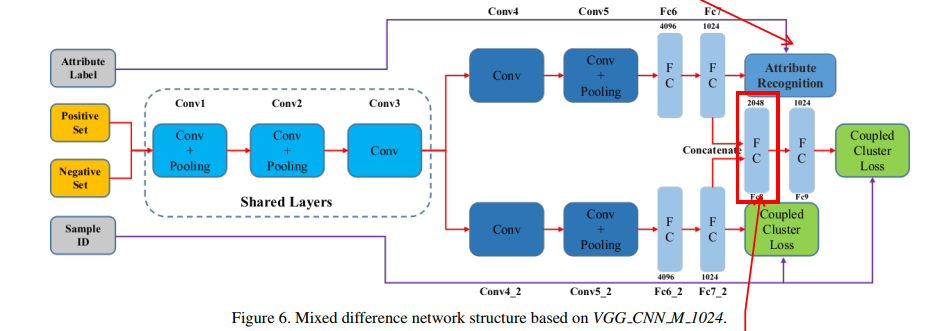 Conv4 Conv5 Fc6 Fc7
4096 1024
Attribute
Label
Conv
Conv
+
Pooling
F
C
F
C
Attribute
Recognition
Positive
Set
Negative
Set
Conv1 Conv2 Conv3
Conv
+
Pooling
Conv
+
Pooling
Conv
Shared Layers
2048 1024
Concatenate
F
C
F
C
Fc8 Fc9
Coupled
Cluster
Loss
Sample
ID
Conv
Conv
+
Pooling
F
C
F
C
Coupled
Cluster
Loss
4096 1024
Conv4_2 Conv5_2 Fc6_2 Fc7_2
Figure 6. Mixed difference network structure based on VGG_CNN_M_1024.